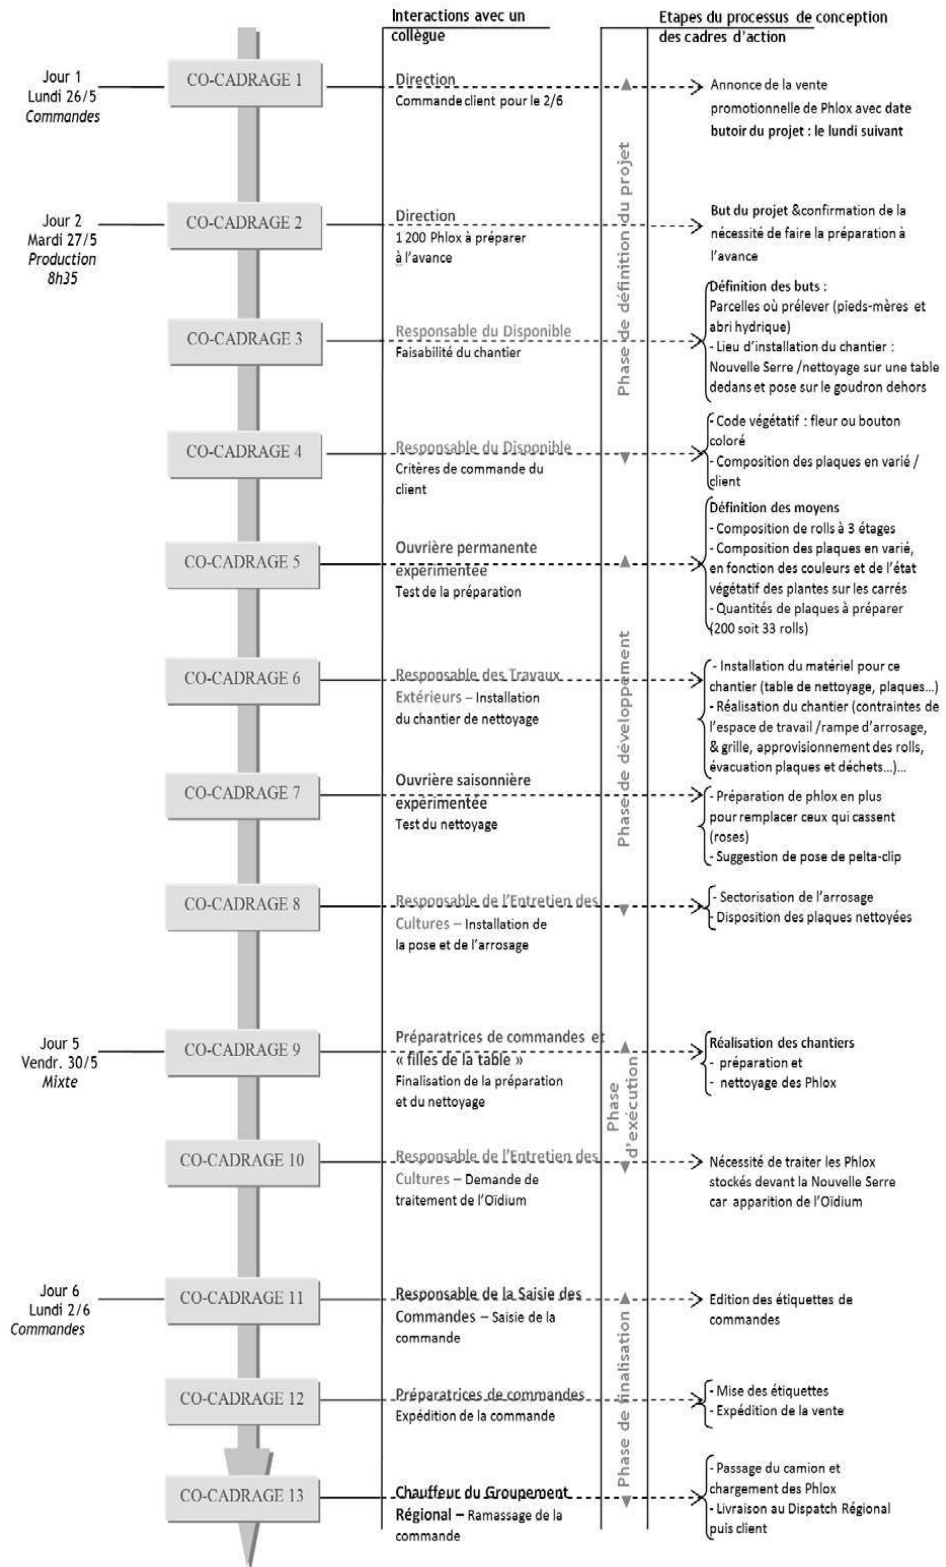 Interactions avec un
collègue
Etapes du processus de conception
des cadres d'action
Jour 1
Lundi 26/5
Commandes
CO-CADRAGE 1
Direction
Commande client pour le 2/6
Annonce de la vente
promotionnelle de Phlox avec date
butoir du projet : le lundi suivant
Phase de définition du projet
Jour 2
Mardi 27/5
Production
8h35
CO-CADRAGE 2
Direction
1 200 Phlox à préparer
à l'avance
But du projet &confirmation de la
nécessité de faire la préparation à
l'avance
CO-CADRAGE 3
Responsable du Disponible
Faisabilité du chantier
Définition des buts :
Parcelles où prélever (pieds-mères et
abri hydrique)
- Lieu d'installation du chantier :
Nouvelle Serre /nettoyage sur une table
dedans et pose sur le goudron dehors
CO-CADRAGE 4
Responsable du Disponible
Critères de commande du
client
- Code végétatif : fleur ou bouton
coloré
- Composition des plaques en varié /
client
CO-CADRAGE 5
Ouvrière permanente
expérimentée
Test de la préparation
Définition des moyens
- Composition de rolls à 3 étages
- Composition des plaques en varié,
en fonction des couleurs et de l'état
végétatif des plantes sur les carrés
- Quantités de plaques à préparer
(200 soit 33 rolls)
Phase de développement
CO-CADRAGE 6
Responsable des Travaux
Extérieurs – Installation
du chantier de nettoyage
- Installation du matériel pour ce
chantier (table de nettoyage, plaques...)
- Réalisation du chantier (contraintes de
l'espace de travail /rampe d'arrosage,
& grille, approvisionnement des rolls,
évacuation plaques et déchets...)...
CO-CADRAGE 7
Ouvrière saisonnière
expérimentée
Test du nettoyage
- Préparation de phlox en plus
pour remplacer ceux qui cassent
(roses)
- Suggestion de pose de pelta-clip
CO-CADRAGE 8
Responsable de l'Entretien des
Cultures – Installation de
la pose et de l'arrosage
- Sectorisation de l'arrosage
- Disposition des plaques nettoyées
Jour 5
Vendr. 30/5
Mixte
CO-CADRAGE 9
Préparatrices de commandes et
« filles de la table »
Finalisation de la préparation
et du nettoyage
Réalisation des chantiers
- préparation et
- nettoyage des Phlox
Phase
d'exécution
CO-CADRAGE 10
Responsable de l'Entretien des
Cultures – Demande de
traitement de l'Oïdium
Nécessité de traiter les Phlox
stockés devant la Nouvelle Serre
car apparition de l'Oïdium
Jour 6
Lundi 2/6
Commandes
CO-CADRAGE 11
Responsable de la Saisie des
Commandes – Saisie de la
commande
Edition des étiquettes de
commandes
Phase de finalisation
CO-CADRAGE 12
Préparatrices de commandes
Expédition de la commande
- Mise des étiquettes
- Expédition de la vente
CO-CADRAGE 13
Chauffeur du Groupement
Régional – Ramassage de la
commande
- Passage du camion et
chargement des Phlox
- Livraison au Dispatch Régional
puis client